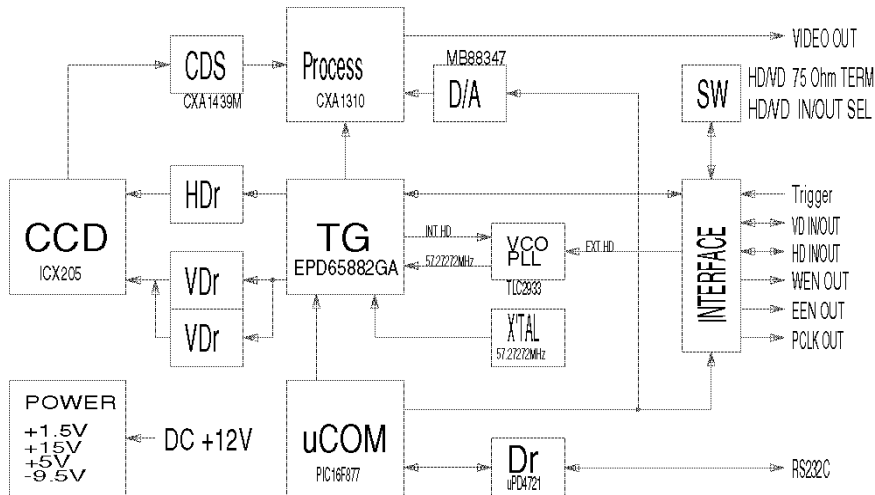 CDS
CXA1439M
Process
CXA1310
MB88347
D/A
VIDEO OUT
SW
HD/VD 75 Ohm TERM
HD/VD IN/OUT SEL
CCD
ICX205
HDr
VDr
VDr
TG
EPD65882GA
INT HD
57.27272MHz
VCO
PLL
TLC2933
EXT HD
X'TAL
57.27272MHz
INTERFACE
Trigger
VD IN/OUT
HD IN/OUT
WEN OUT
EEN OUT
PCLK OUT
POWER
+1.5V
+15V
+5V
-9.5V
DC +12V
uCOM
PIC16F877
Dr
uPD4721
RS232C